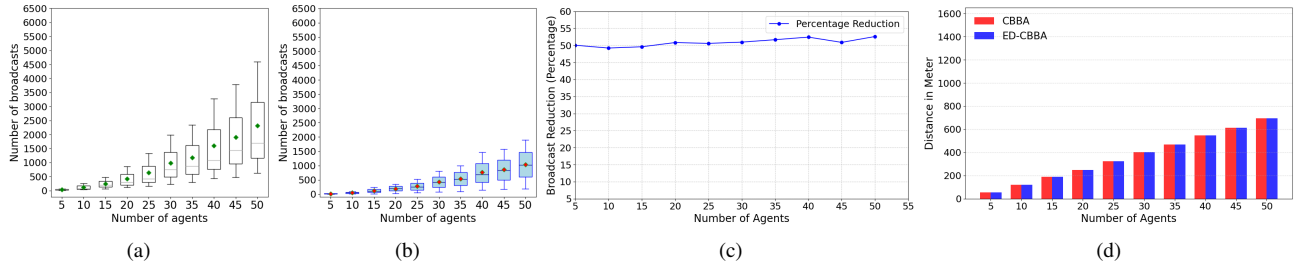 6500
6000
5500
5000
4500
4000
3500
3000
2500
2000
1500
1000
500
0
Number of broadcasts
5 10 15 20 25 30 35 40 45 50
Number of agents
(a)
6500
6000
5500
5000
4500
4000
3500
3000
2500
2000
1500
1000
500
0
Number of broadcasts
5 10 15 20 25 30 35 40 45 50
Number of agents
(b)
60
55
50
45
40
35
30
25
20
15
10
5
Broadcast Reduction (Percentage)
Percentage Reduction
5 10 15 20 25 30 35 40 45 50 55
Number of Agents
(c)
1600
1400
1200
1000
800
600
400
200
0
Distance in Meter
CBBA
ED-CBBA
5 10 15 20 25 30 35 40 45 50
Number of Agents
(d)